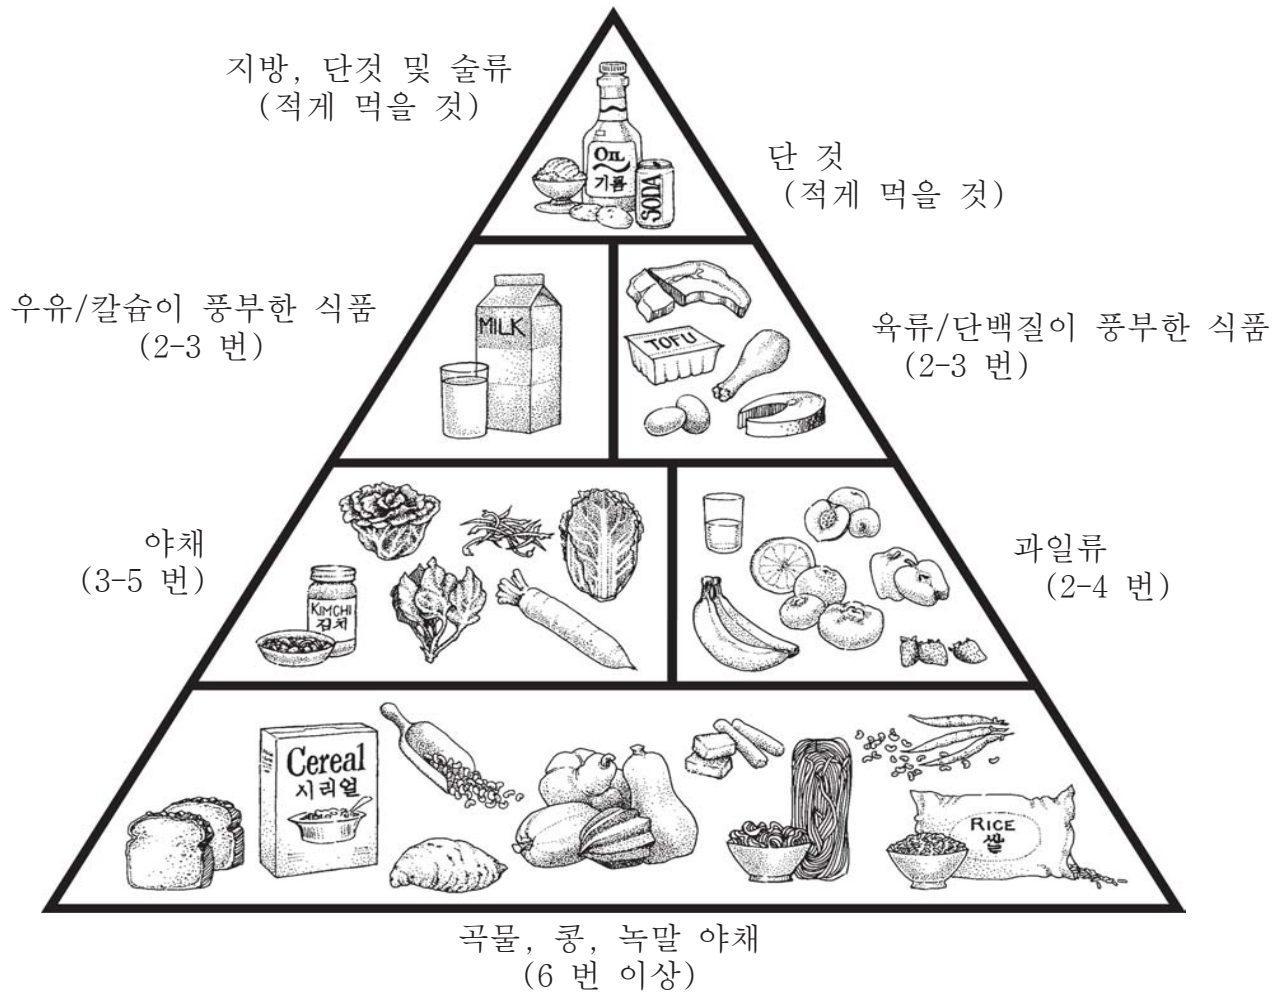 지방, 단것 및 술류
(적게 먹을 것)
OIL
기름
SODA
단 것
(적게 먹을 것)
우유/칼슘이 풍부한 식품
(2-3 번)
MILK
TOFU
육류/단백질이 풍부한 식품
(2-3 번)
야채
(3-5 번)
KIMCHI
김치
과일류
(2-4 번)
Cereal
시리얼
RICE
쌀
곡물, 콩, 녹말 야채
(6 번 이상)